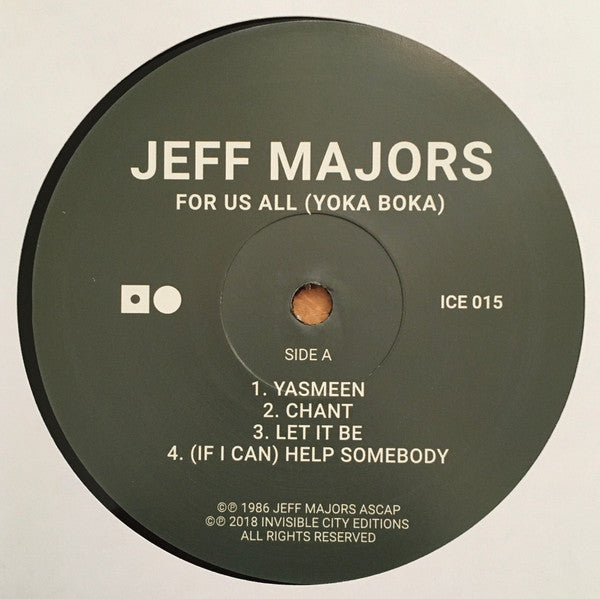 JEFF MAJORS
FOR US ALL (YOKA BOKA)
ICE 015
SIDE A
1. YASMEEN
2. CHANT
3. LET IT BE
4. (IF I CAN) HELP SOMEBODY
©℗ 1986 JEFF MAJORS ASCAP
©℗ 2018 INVISIBLE CITY EDITIONS
ALL RIGHTS RESERVED